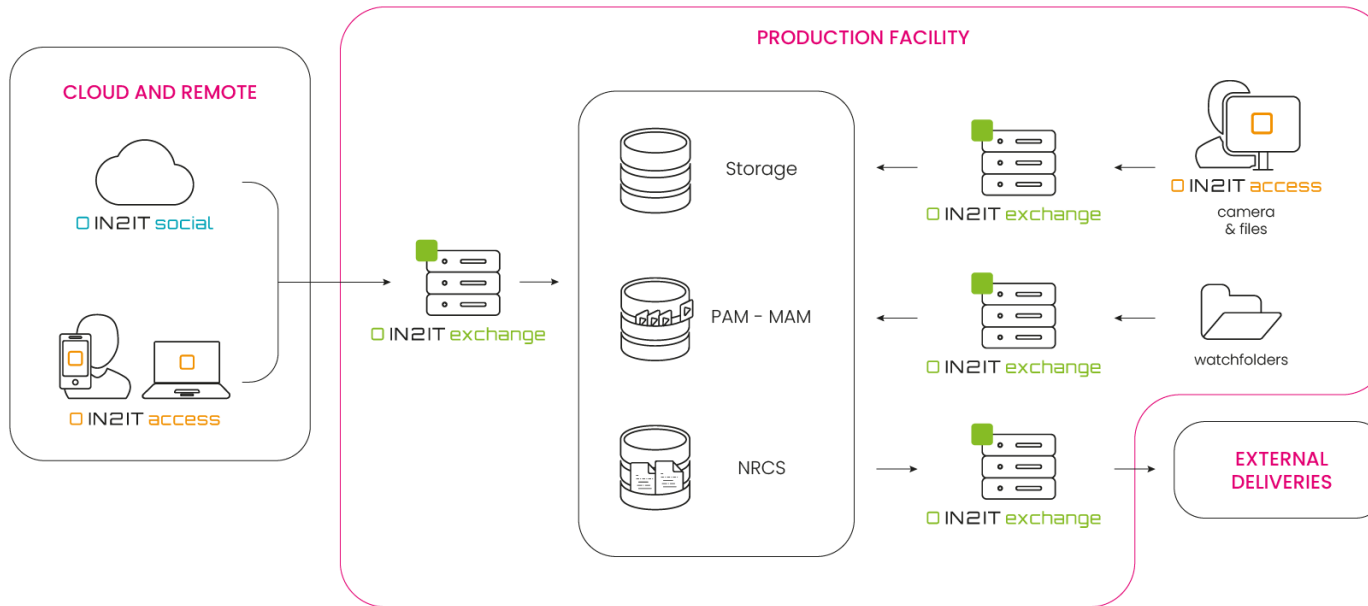 PRODUCTION FACILITY
CLOUD AND REMOTE
IN2IT social
IN2IT access
IN2IT exchange
Storage
PAM - MAM
NRCS
IN2IT exchange
IN2IT access
camera
& files
IN2IT exchange
watchfolders
IN2IT exchange
EXTERNAL
DELIVERIES